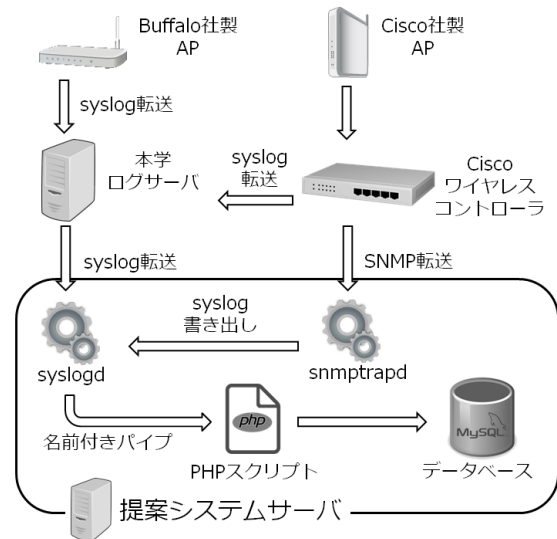 Buffalo社製
AP
Cisco社製
AP
syslog転送
本学
ログサーバ
syslog
転送
Cisco
ワイヤレス
コントローラ
syslog転送
SNMP転送
syslog
書き出し
syslogd
snmptrapd
名前付きパイプ
php
PHPスクリプト
MySQL
データベース
提案システムサーバ